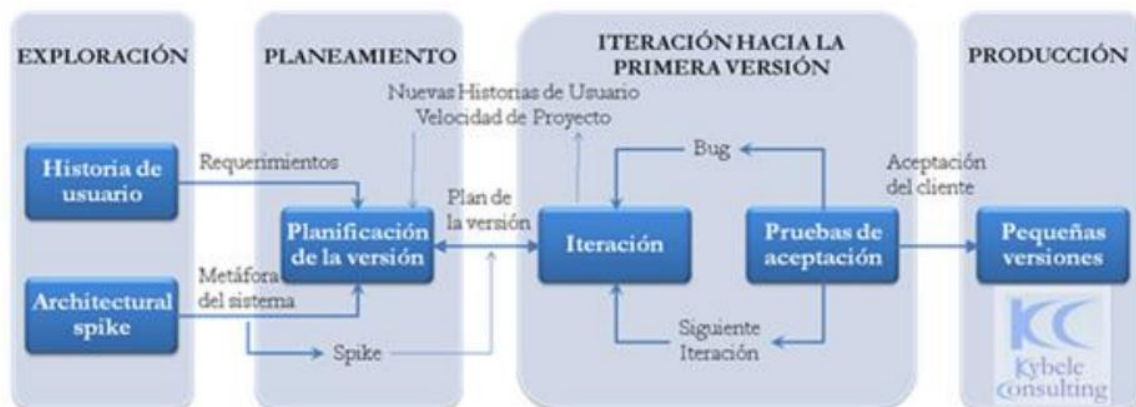 EXPLORACIÓN
PLANEAMIENTO
ITERACIÓN HACIA LA
PRIMERA VERSIÓN
PRODUCCIÓN
Nuevas Historias de Usuario
Velocidad de Proyecto
Historia de
usuario
Requerimientos
Planificación
de la versión
Plan de
la versión
Iteración
Bug
Pruebas de
aceptación
Aceptación
del cliente
Pequeñas
versiones
Architectural
spike
Metáfora
del sistema
Spike
Siguiente
Iteración
KC
Kybele
Consulting